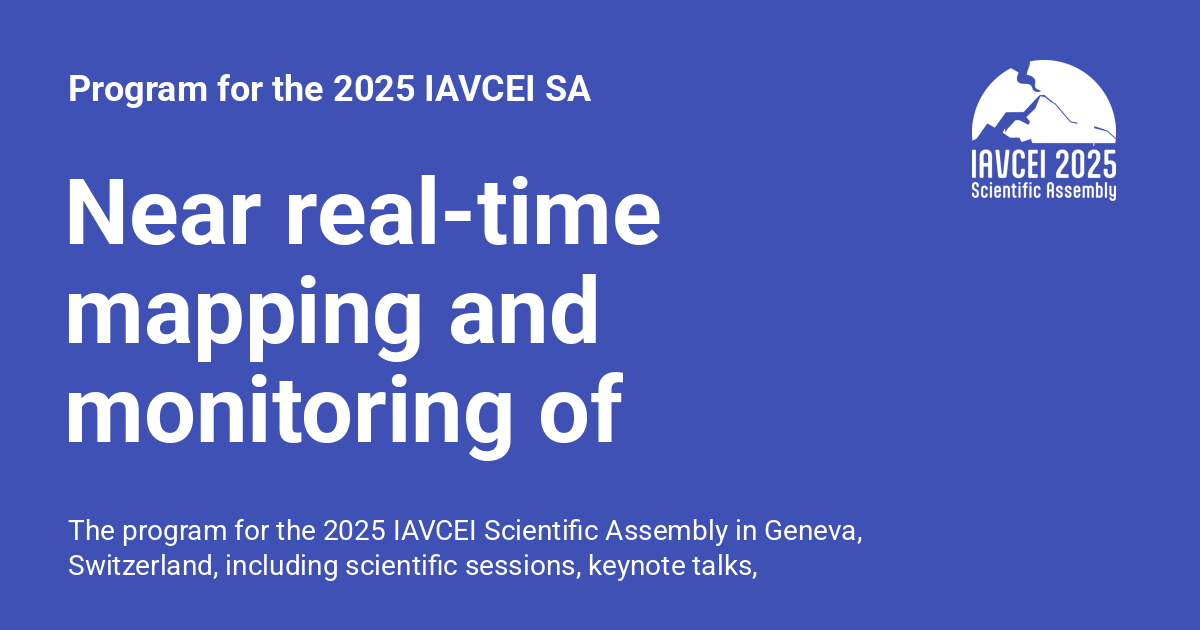 Program for the 2025 IAVCEI SA
IAVCEI 2025
Scientific Assembly
Near real-time
mapping and
monitoring of
The program for the 2025 IAVCEI Scientific Assembly in Geneva,
Switzerland, including scientific sessions, keynote talks,